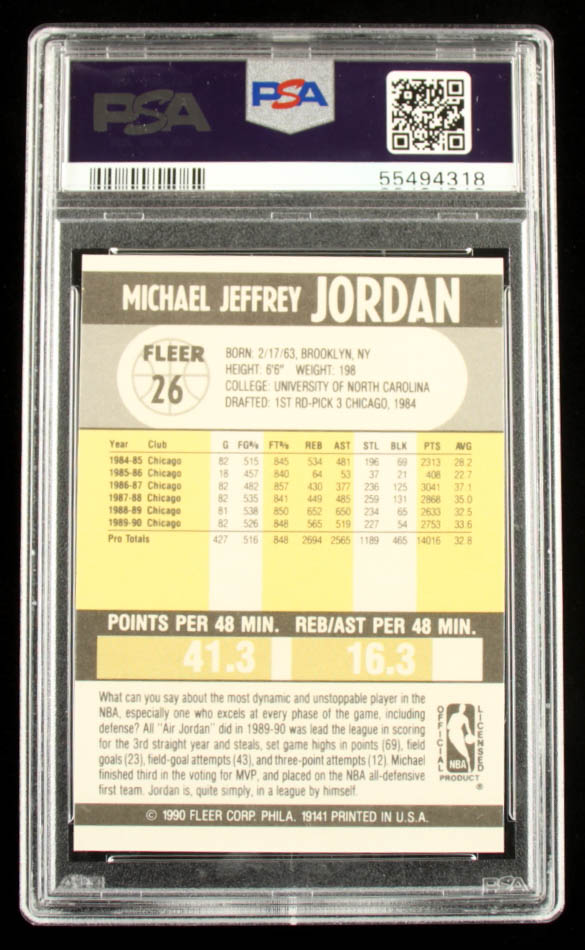 PSA PSA
55494318
MICHAEL JEFFREY JORDAN
FLEER
26
BORN: 2/17/63, BROOKLYN, NY
HEIGHT: 6'6" WEIGHT: 198
COLLEGE: UNIVERSITY OF NORTH CAROLINA
DRAFTED: 1ST RD-PICK 3 CHICAGO, 1984
Year Club G FG% FT% REB AST STL BLK PTS AVG
1984-85 Chicago 82 515 845 534 481 196 69 2313 28.2
1985-86 Chicago 18 457 840 64 53 37 21 408 22.7
1986-87 Chicago 82 482 857 430 377 236 125 3041 37.1
1987-88 Chicago 82 535 841 449 485 259 131 2868 35.0
1988-89 Chicago 81 538 850 652 650 234 65 2633 32.5
1989-90 Chicago 82 526 848 565 519 227 54 2753 33.6
Pro Totals 427 516 848 2694 2565 1189 465 14016 32.8
POINTS PER 48 MIN. REB/AST PER 48 MIN.
41.3 16.3
What can you say about the most dynamic and unstoppable player in the
NBA, especially one who excels at every phase of the game, including
defense? All "Air Jordan" did in 1989-90 was lead the league in scoring
for the 3rd straight year and steals, set game highs in points (69), field
goals (23), field-goal attempts (43), and three-point attempts (12). Michael
finished third in the voting for MVP, and placed on the NBA all-defensive
first team. Jordan is, quite simply, in a league by himself.
OFFICIAL LICENSED
NBA
PRODUCT
®
© 1990 FLEER CORP. PHILA. 19141 PRINTED IN U.S.A.
PSA PSA